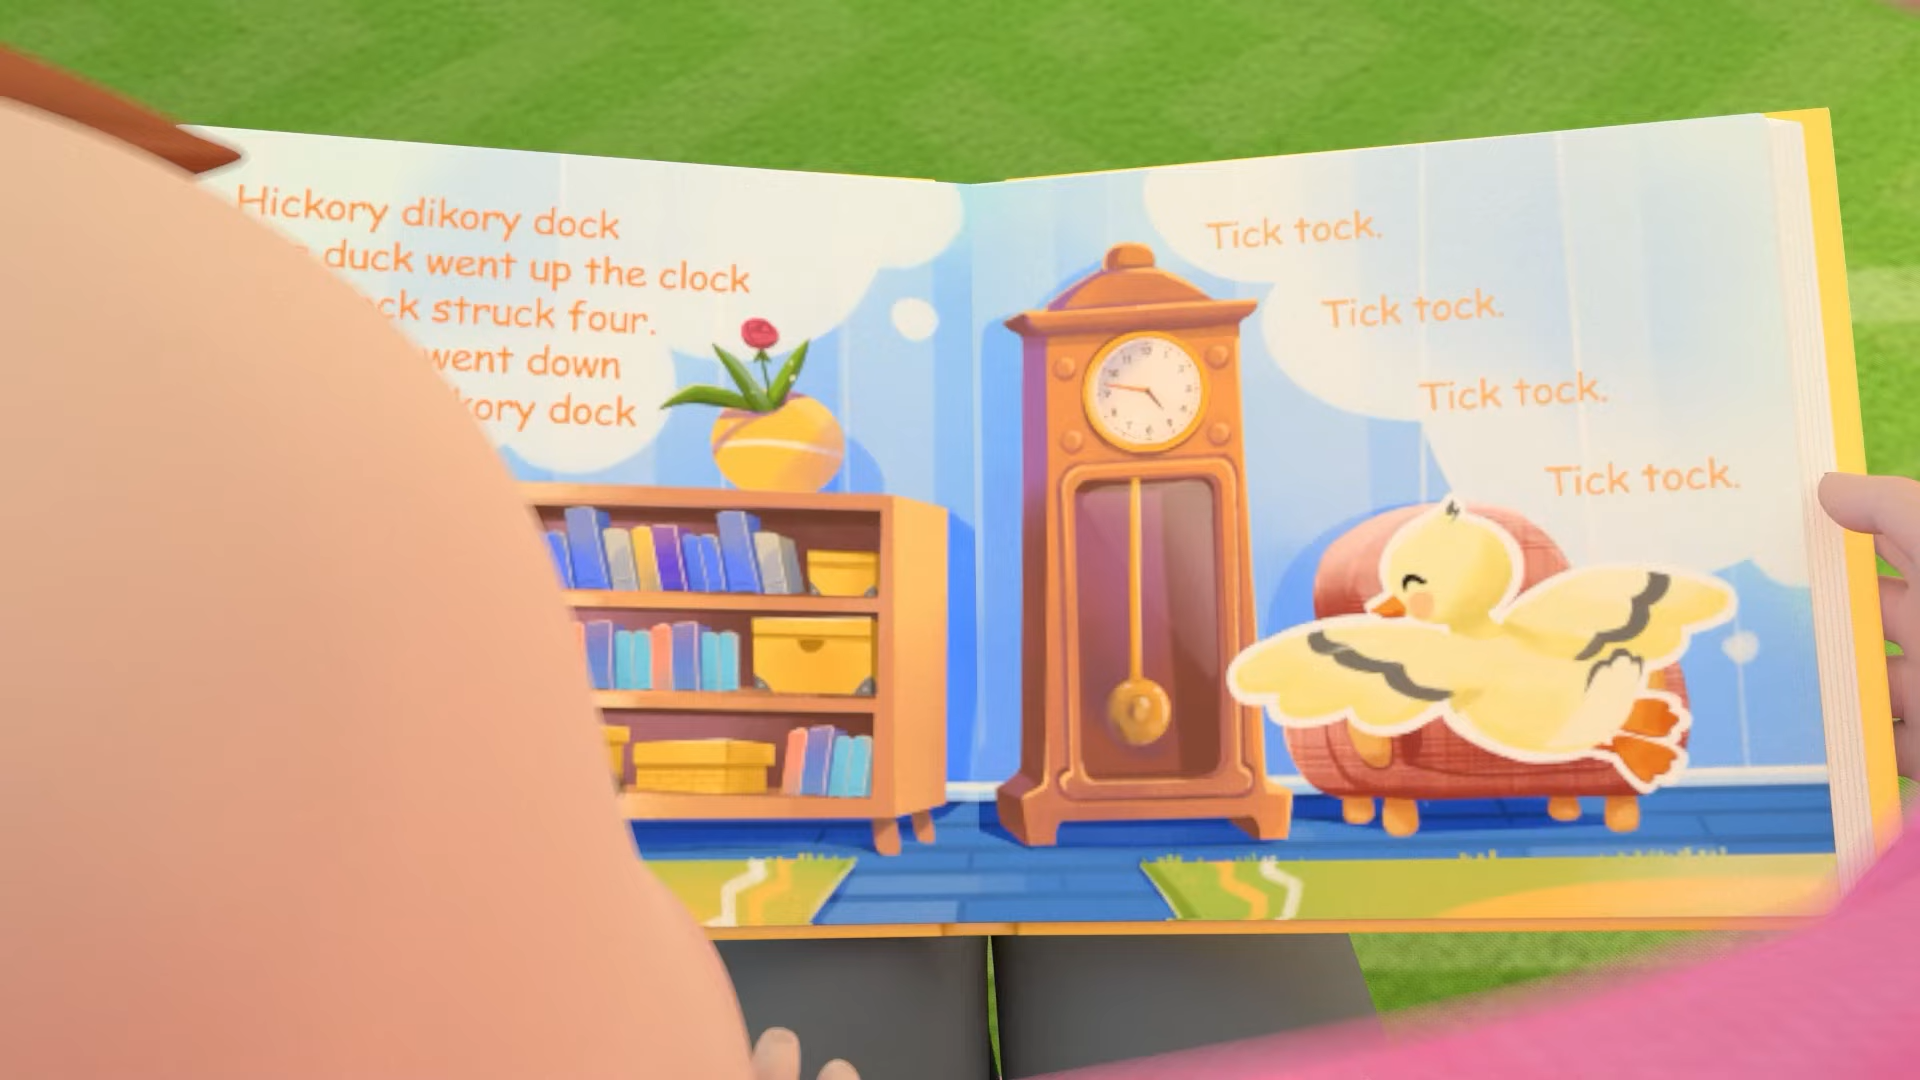 Hickory dikory dock
duck went up the clock
struck four.
went down
dock
Tick tock.
Tick tock.
Tick tock.
Tick tock.